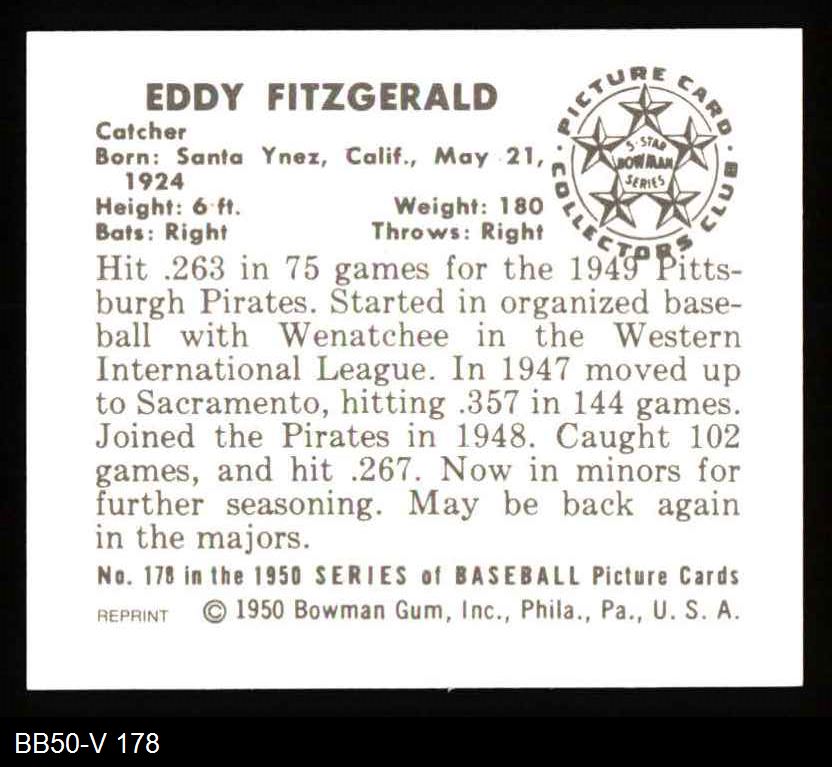 EDDY FITZGERALD
Catcher
Born: Santa Ynez, Calif., May 21,
1924
Height: 6 ft. Weight: 180
Bats: Right Throws: Right
PICTURE CARD
COLLECTORS CLUB
5-STAR
BOWMAN
SERIES
Hit .263 in 75 games for the 1949 Pitts-
burgh Pirates. Started in organized base-
ball with Wenatchee in the Western
International League. In 1947 moved up
to Sacramento, hitting .357 in 144 games.
Joined the Pirates in 1948. Caught 102
games, and hit .267. Now in minors for
further seasoning. May be back again
in the majors.
No. 178 in the 1950 SERIES of BASEBALL Picture Cards
REPRINT © 1950 Bowman Gum, Inc., Phila., Pa., U. S. A.
BB50-V 178